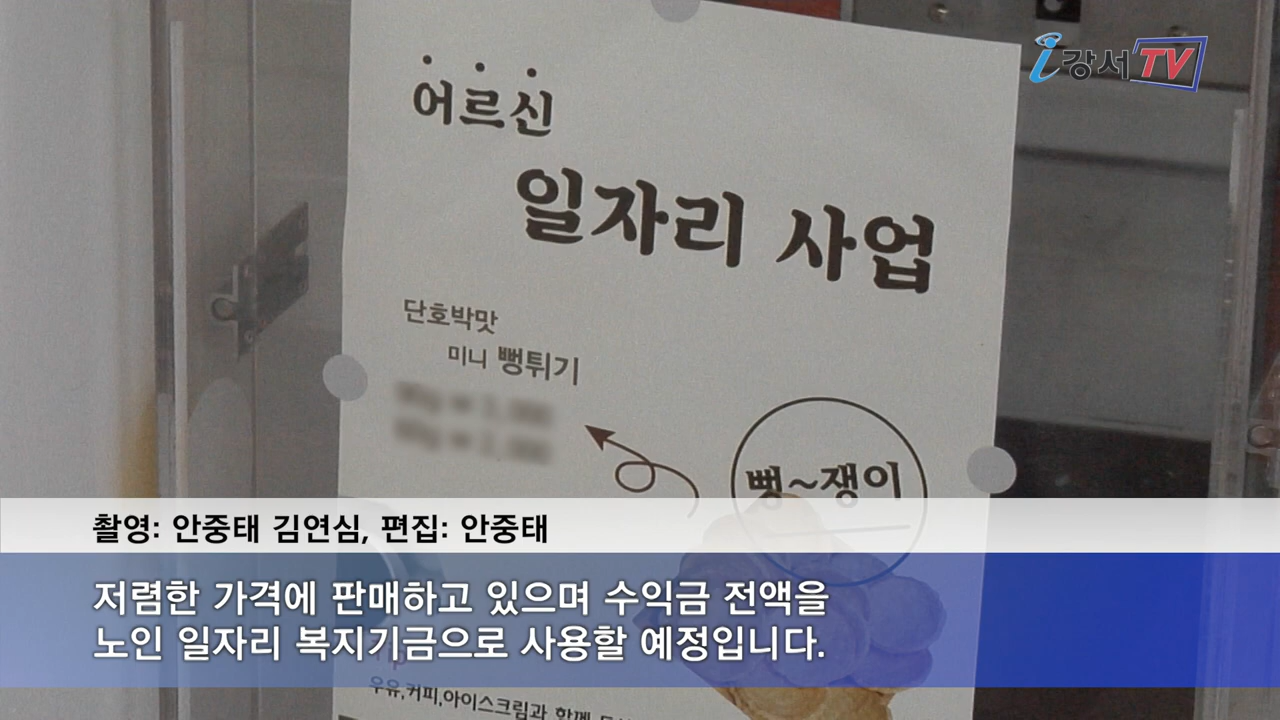 i강서TV
어르신
일자리 사업
단호박맛
미니 뻥튀기
뻥~쟁이
촬영: 안중태 김연심, 편집: 안중태
저렴한 가격에 판매하고 있으며 수익금 전액을
노인 일자리 복지기금으로 사용할 예정입니다.
우유,커피,아이스크림과 함께